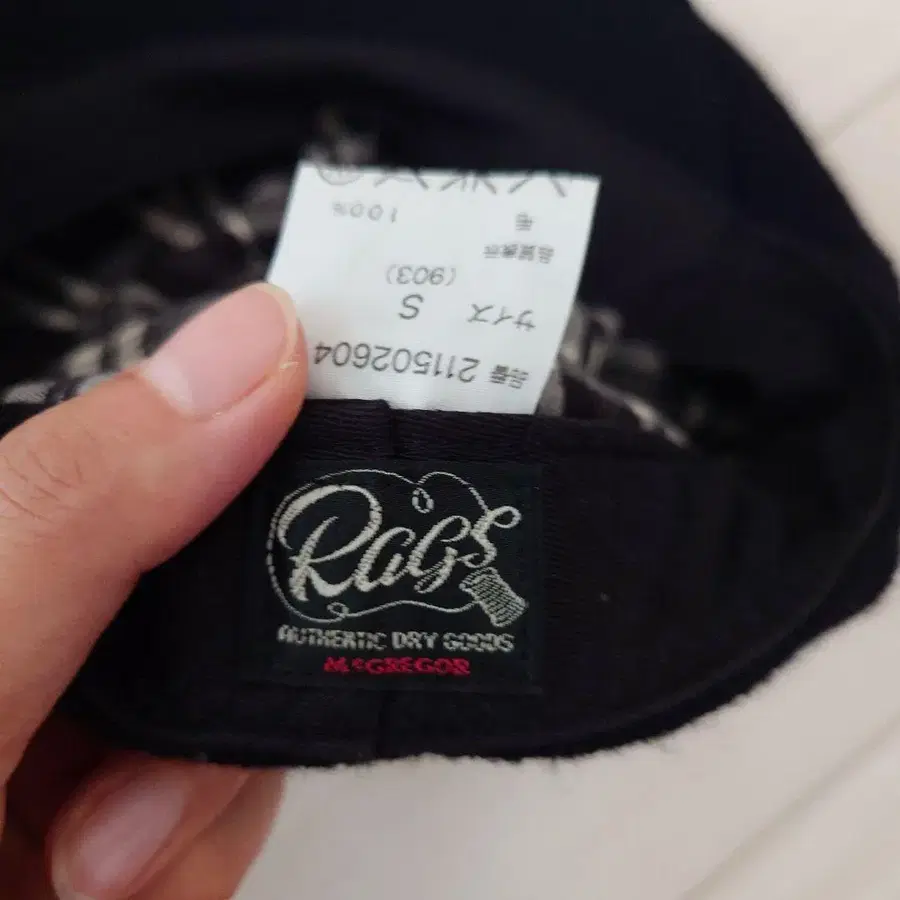 品番 211502604
サイズ S
(903)
品質表示
毛 100%
RAGS
AUTHENTIC DRY GOODS
McGREGOR